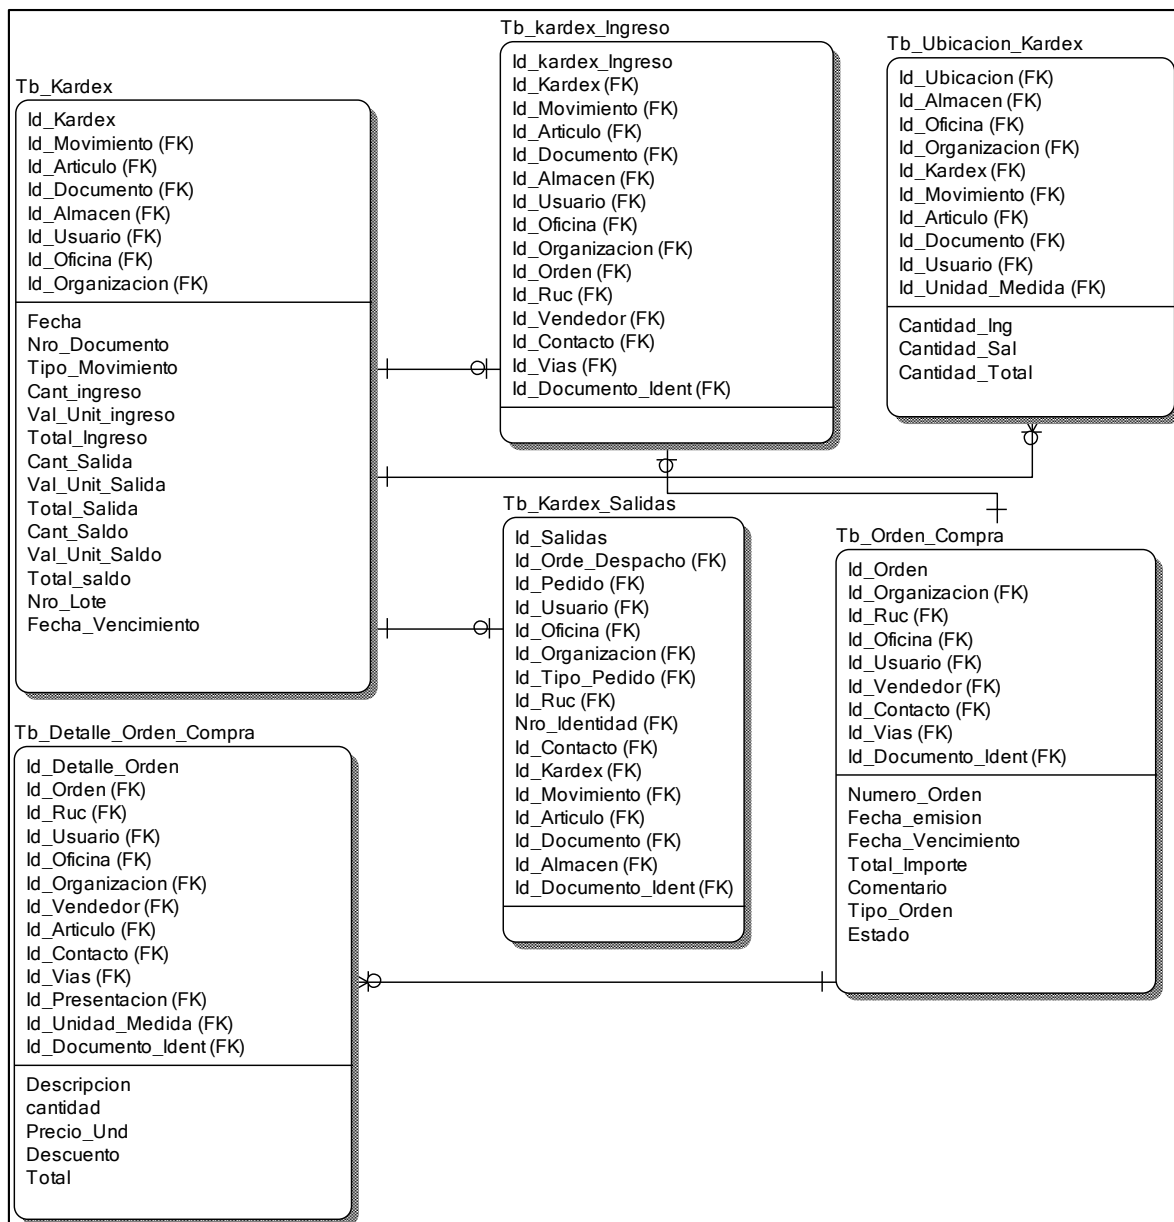 Tb_Kardex
Id_Kardex
Id_Movimiento (FK)
Id_Articulo (FK)
Id_Documento (FK)
Id_Almacen (FK)
Id_Usuario (FK)
Id_Oficina (FK)
Id_Organizacion (FK)
Fecha
Nro_Documento
Tipo_Movimiento
Cant_ingreso
Val_Unit_ingreso
Total_Ingreso
Cant_Salida
Val_Unit_Salida
Total_Salida
Cant_Saldo
Val_Unit_Saldo
Total_saldo
Nro_Lote
Fecha_Vencimiento
Tb_kardex_Ingreso
Id_kardex_Ingreso
Id_Kardex (FK)
Id_Movimiento (FK)
Id_Articulo (FK)
Id_Documento (FK)
Id_Almacen (FK)
Id_Usuario (FK)
Id_Oficina (FK)
Id_Organizacion (FK)
Id_Orden (FK)
Id_Ruc (FK)
Id_Vendedor (FK)
Id_Contacto (FK)
Id_Vias (FK)
Id_Documento_Ident (FK)
Tb_Ubicacion_Kardex
Id_Ubicacion (FK)
Id_Almacen (FK)
Id_Oficina (FK)
Id_Organizacion (FK)
Id_Kardex (FK)
Id_Movimiento (FK)
Id_Articulo (FK)
Id_Documento (FK)
Id_Usuario (FK)
Id_Unidad_Medida (FK)
Cantidad_Ing
Cantidad_Sal
Cantidad_Total
Tb_Kardex_Salidas
Id_Salidas
Id_Orde_Despacho (FK)
Id_Pedido (FK)
Id_Usuario (FK)
Id_Oficina (FK)
Id_Organizacion (FK)
Id_Tipo_Pedido (FK)
Id_Ruc (FK)
Nro_Identidad (FK)
Id_Contacto (FK)
Id_Kardex (FK)
Id_Movimiento (FK)
Id_Articulo (FK)
Id_Documento (FK)
Id_Almacen (FK)
Id_Documento_Ident (FK)
Tb_Orden_Compra
Id_Orden
Id_Organizacion (FK)
Id_Ruc (FK)
Id_Oficina (FK)
Id_Usuario (FK)
Id_Vendedor (FK)
Id_Contacto (FK)
Id_Vias (FK)
Id_Documento_Ident (FK)
Numero_Orden
Fecha_emision
Fecha_Vencimiento
Total_Importe
Comentario
Tipo_Orden
Estado
Tb_Detalle_Orden_Compra
Id_Detalle_Orden
Id_Orden (FK)
Id_Ruc (FK)
Id_Usuario (FK)
Id_Oficina (FK)
Id_Organizacion (FK)
Id_Vendedor (FK)
Id_Articulo (FK)
Id_Contacto (FK)
Id_Vias (FK)
Id_Presentacion (FK)
Id_Unidad_Medida (FK)
Id_Documento_Ident (FK)
Descripcion
cantidad
Precio_Und
Descuento
Total